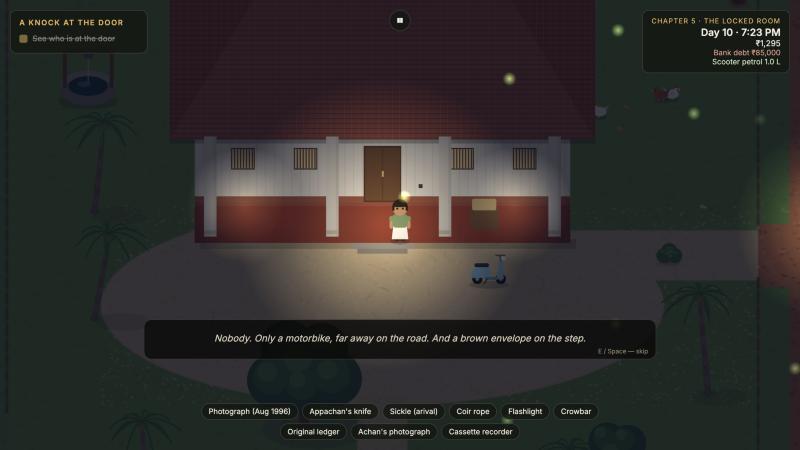 A KNOCK AT THE DOOR
See who is at the door
CHAPTER 5 · THE LOCKED ROOM
Day 10 · 7:23 PM
₹1,295
Bank debt ₹85,000
Scooter petrol 1.0 L
Nobody. Only a motorbike, far away on the road. And a brown envelope on the step.
E / Space — skip
Photograph (Aug 1996)
Appachan's knife
Sickle (arival)
Coir rope
Flashlight
Crowbar
Original ledger
Achan's photograph
Cassette recorder